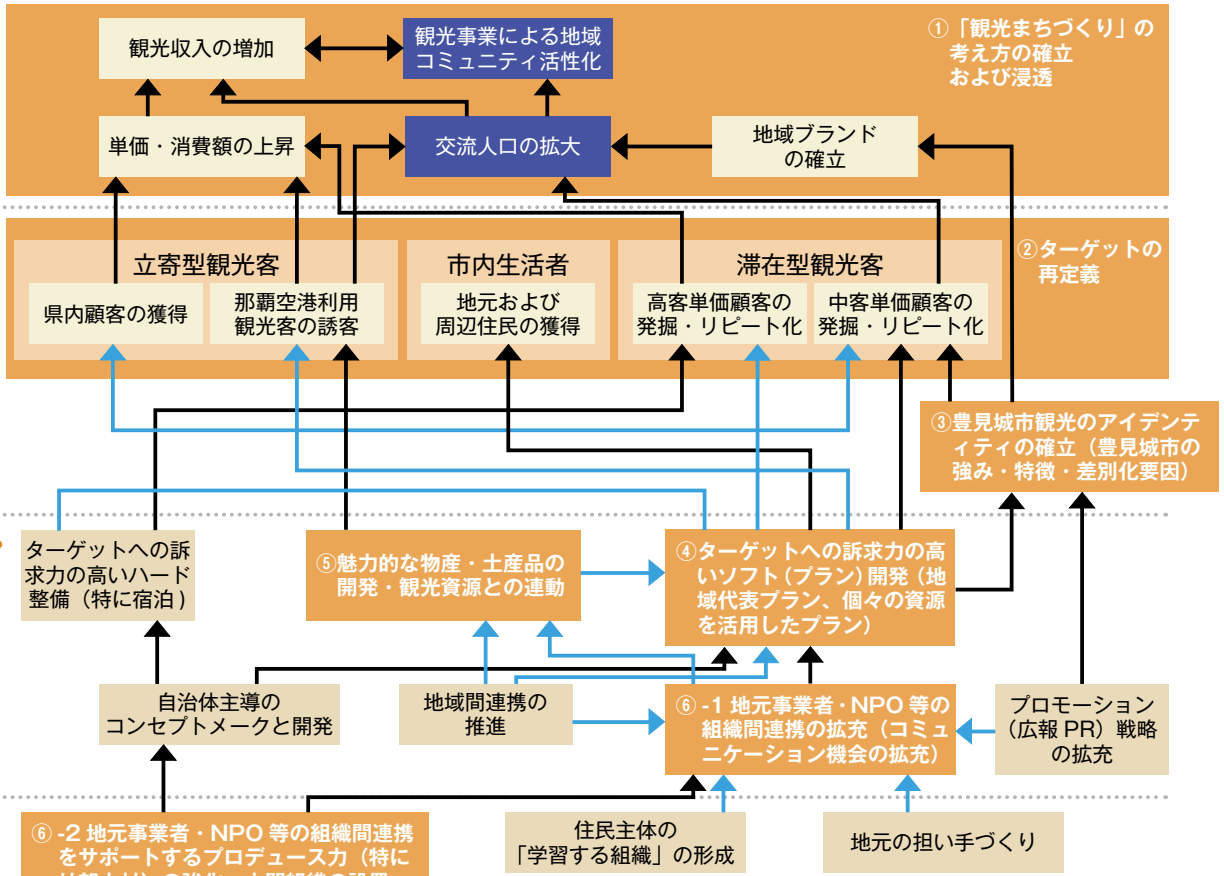 観光収入の増加
観光事業による地域
コミュニティ活性化
①「観光まちづくり」の
考え方の確立
および浸透
単価・消費額の上昇
交流人口の拡大
地域ブランド
の確立
立寄型観光客
市内生活者
滞在型観光客
②ターゲットの
再定義
県内顧客の獲得
那覇空港利用
観光客の誘客
地元および
周辺住民の獲得
高客単価顧客の
発掘・リピート化
中客単価顧客の
発掘・リピート化
③豊見城市観光のアイデンテ
ィティの確立（豊見城市の
強み・特徴・差別化要因）
ターゲットへの訴
求力の高いハード
整備（特に宿泊）
⑤魅力的な物産・土産品の
開発・観光資源との連動
④ターゲットへの訴求力の高
いソフト（プラン）開発（地
域代表プラン、個々の資源
を活用したプラン）
自治体主導の
コンセプトメークと開発
地域間連携の
推進
⑥-1 地元事業者・NPO 等の
組織間連携の拡充（コミュ
ニケーション機会の拡充）
プロモーション
（広報 PR）戦略
の拡充
⑥-2 地元事業者・NPO 等の組織間連携
をサポートするプロデュース力（特に
住民主体の
「学習する組織」の形成
地元の担い手づくり